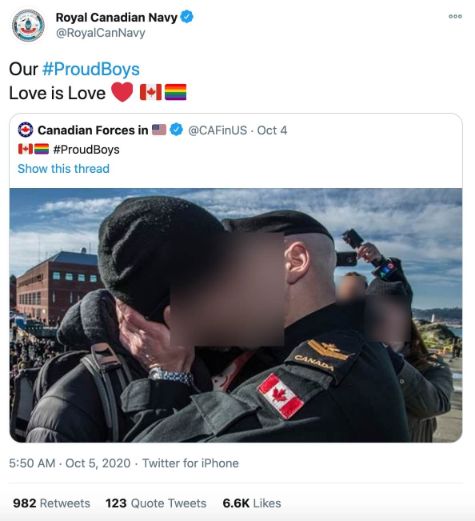 Royal Canadian Navy
@RoyalCanNavy
Our #ProudBoys
Love is Love ❤️ 🇨🇦🏳️‍🌈
Canadian Forces in 🇺🇸 @CAFinUS · Oct 4
🇨🇦🏳️‍🌈 #ProudBoys
Show this thread
CANADA
5:50 AM · Oct 5, 2020 · Twitter for iPhone
982 Retweets 123 Quote Tweets 6.6K Likes